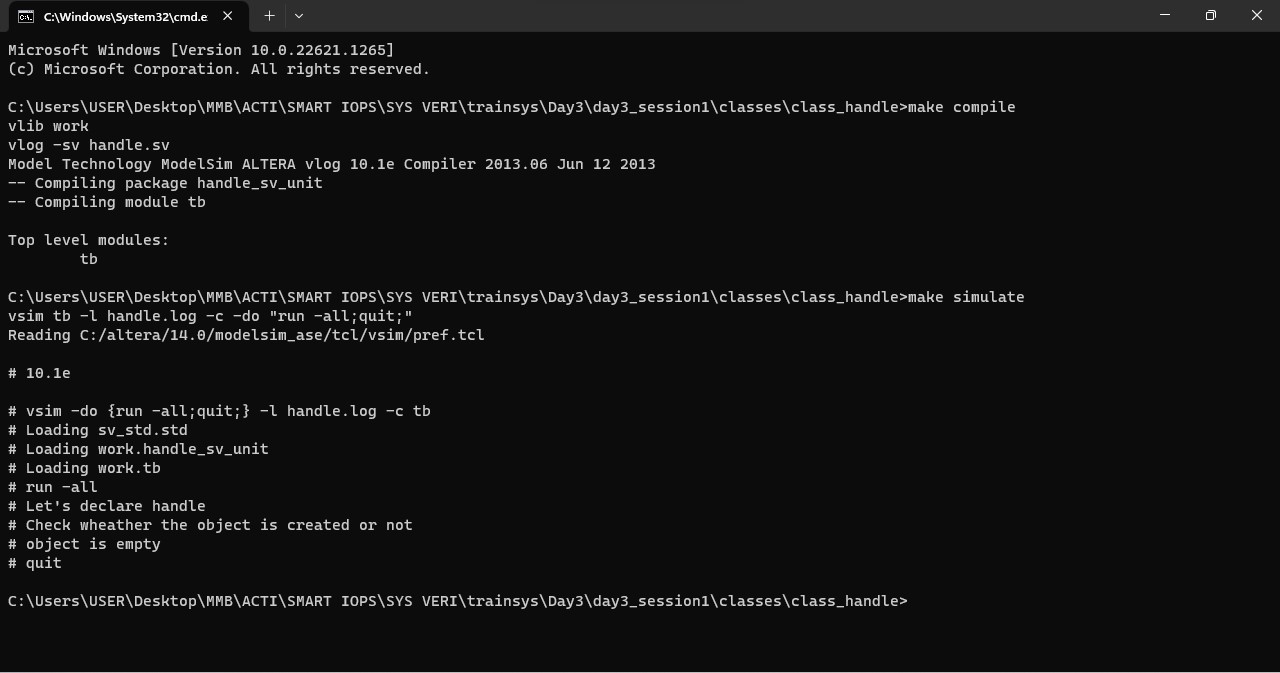 C:\Windows\System32\cmd.e
Microsoft Windows [Version 10.0.22621.1265]
(c) Microsoft Corporation. All rights reserved.
C:\Users\USER\Desktop\MMB\ACTI\SMART IOPS\SYS VERI\trainsys\Day3\day3_session1\classes\class_handle>make compile
vlib work
vlog -sv handle.sv
Model Technology ModelSim ALTERA vlog 10.1e Compiler 2013.06 Jun 12 2013
-- Compiling package handle_sv_unit
-- Compiling module tb
Top level modules:
tb
C:\Users\USER\Desktop\MMB\ACTI\SMART IOPS\SYS VERI\trainsys\Day3\day3_session1\classes\class_handle>make simulate
vsim tb -l handle.log -c -do "run -all;quit;"
Reading C:/altera/14.0/modelsim_ase/tcl/vsim/pref.tcl
# 10.1e
# vsim -do {run -all;quit;} -l handle.log -c tb
# Loading sv_std.std
# Loading work.handle_sv_unit
# Loading work.tb
# run -all
# Let's declare handle
# Check wheather the object is created or not
# object is empty
# quit
C:\Users\USER\Desktop\MMB\ACTI\SMART IOPS\SYS VERI\trainsys\Day3\day3_session1\classes\class_handle>